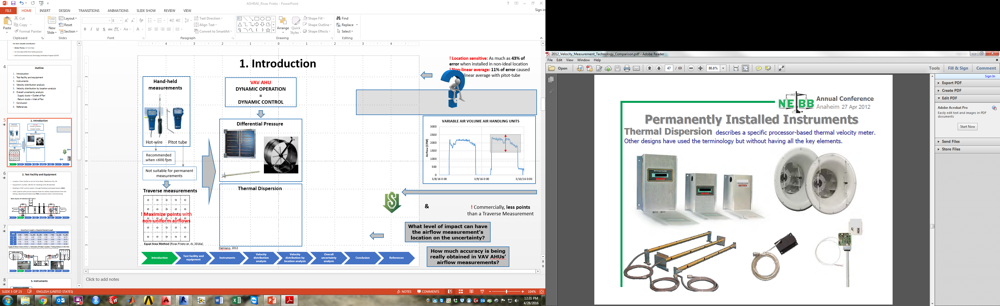 ASHRAE_Rivas Prieto - PowerPoint
FILE HOME INSERT DESIGN TRANSITIONS ANIMATIONS SLIDE SHOW REVIEW VIEW
Sign in
Cut
Copy
Format Painter
Paste
Clipboard
New Slide
Layout
Reset
Section
Slides
Font
Text Direction
Align Text
Convert to SmartArt
Paragraph
Arrange
Quick Styles
Shape Fill
Shape Outline
Shape Effects
Drawing
Find
Replace
Select
Editing
4
Outline
1. Introduction
2. Test facility and equipment
3. Instruments
4. Velocity distribution analysis
5. Velocity distribution by location analysis
6. Overall uncertainty analysis
- Supply ducts – Outlet of Fan
- Return ducts – Inlet of Fan
7. Conclusion
8. References
5
1. Introduction
6
2. Test Facility and Equipment
7
8
3. Instruments
1. Introduction
Hand-held
measurements
Hot-wire Pitot tube
Recommended
when <600 fpm
Not suitable for permanent
measurements
Traverse measurements
! Maximize points with
non-uniform airflows
Equal Area Method (Rivas Prieto et. Al, 2016a)
VAV AHU
DYNAMIC OPERATION
=
DYNAMIC CONTROL
Differential Pressure
Thermal Dispersion
Damiano, 2012
! Location sensitive: As much as 43% of
error when installed in non-ideal location
! Non-linear average: 11% of error caused
linear average with pitot-tube
VARIABLE AIR VOLUME AIR HANDLING UNITS
Airflow (CFM)
3000
2500
2000
1500
1000
500
0
3/8/16 0:00 3/9/16 0:00 3/10/16 0:00
&
! Commercially, less points
than a Traverse Measurement
What level of impact can have
the airflow measurement's
location on the uncertainty?
How much accuracy is being
really obtained in VAV AHUs'
airflow measurements?
Introduction
Test facility and equipment
Instruments
Velocity distribution analysis
Velocity distribution by location analysis
Overall uncertainty analysis
Conclusion
References
Click to add notes
SLIDE 5 OF 15 ENGLISH (UNITED STATES)
NOTES COMMENTS 104%
12:31 PM
4/28/2016
2012_Velocity_Measurement_Technology_Comparison.pdf - Adobe Reader
File Edit View Window Help
Open 47 / 69 86.8% Tools Fill & Sign Comment
Sign In
Export PDF
Create PDF
Edit PDF
Adobe Acrobat Pro
Easily edit text and images in PDF
documents
Start Now
Send Files
Store Files
NEBB
Annual Conference
Anaheim 27 Apr 2012
Permanently Installed Instruments
Thermal Dispersion describes a specific processor-based thermal velocity meter.
Other designs have used the terminology but without having all the key elements.